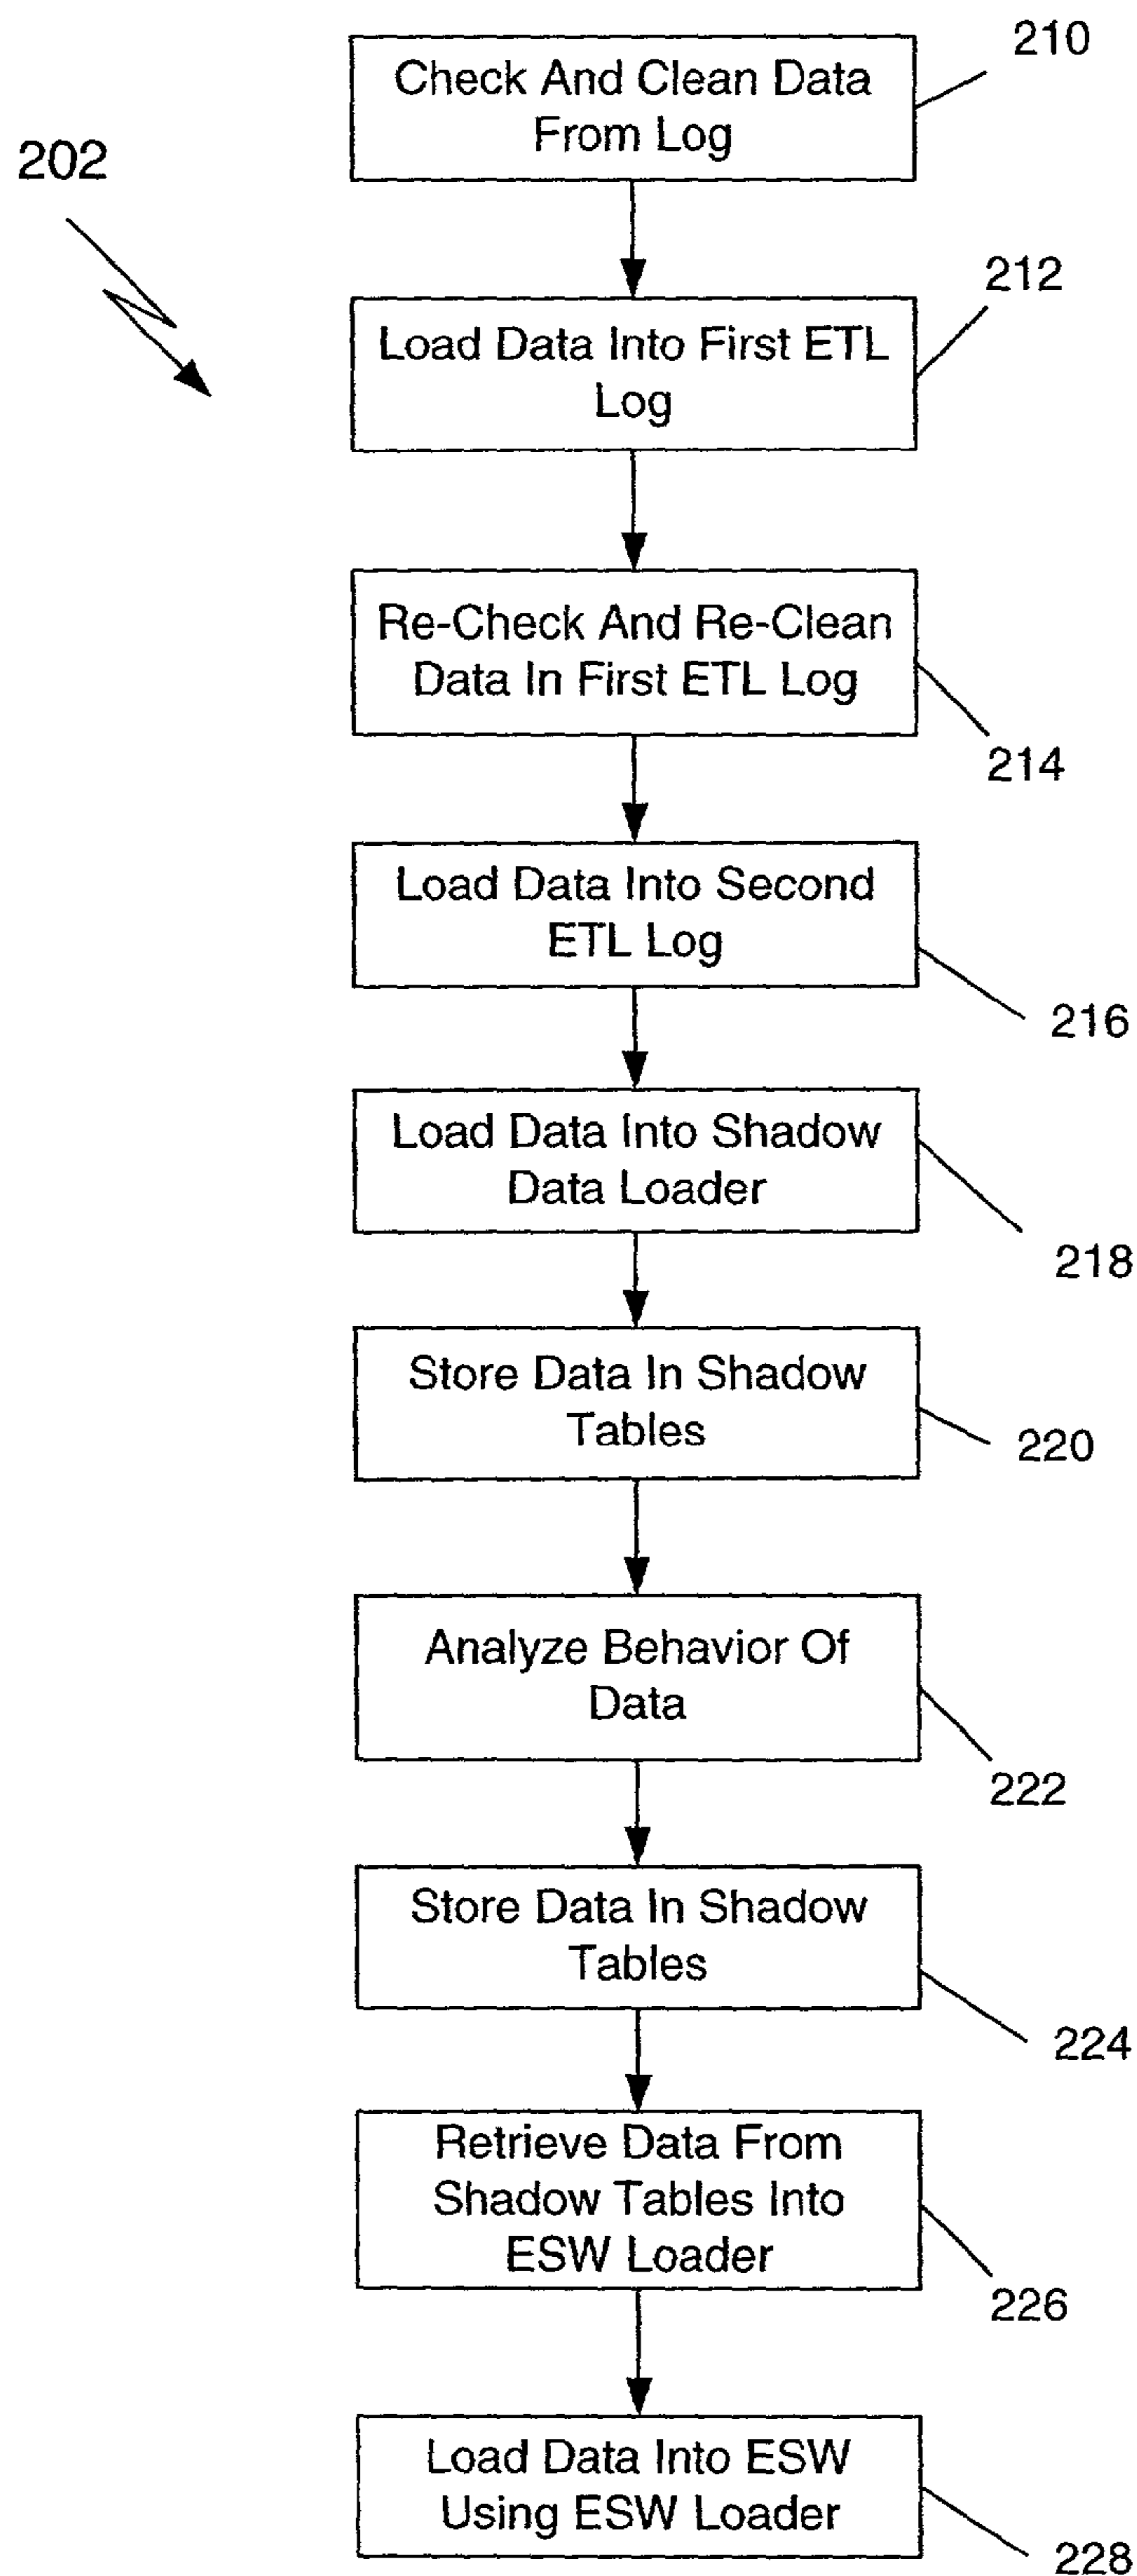 210
Check And Clean Data
From Log
202
212
Load Data Into First ETL
Log
Re-Check And Re-Clean
Data In First ETL Log
214
Load Data Into Second
ETL Log
216
Load Data Into Shadow
Data Loader
218
Store Data In Shadow
Tables
220
Analyze Behavior Of
Data
222
Store Data In Shadow
Tables
224
Retrieve Data From
Shadow Tables Into
ESW Loader
226
Load Data Into ESW
Using ESW Loader
228